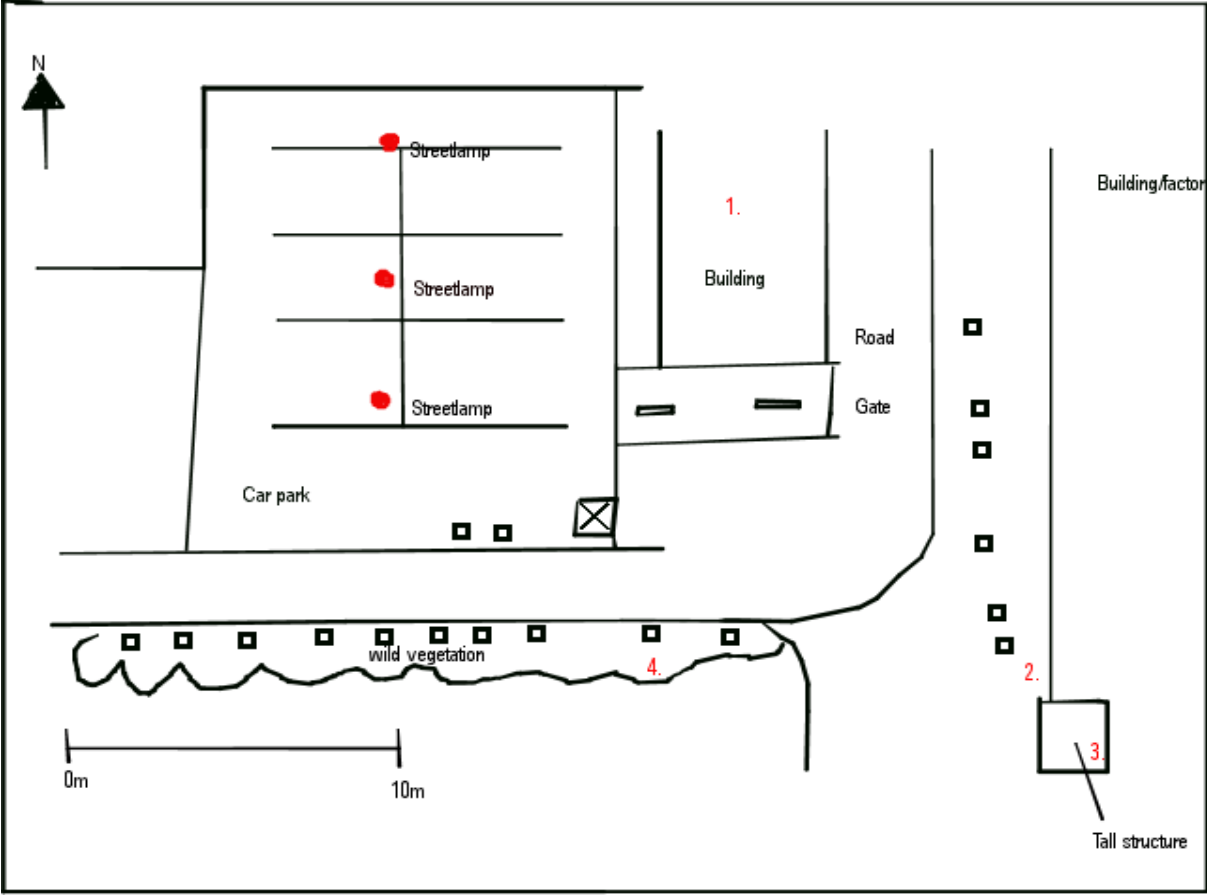 N
Streetlamp
Building/factor
1.
Building
Streetlamp
Road
Streetlamp
Gate
Car park
wild vegetation
4.
2.
3.
0m
10m
Tall structure